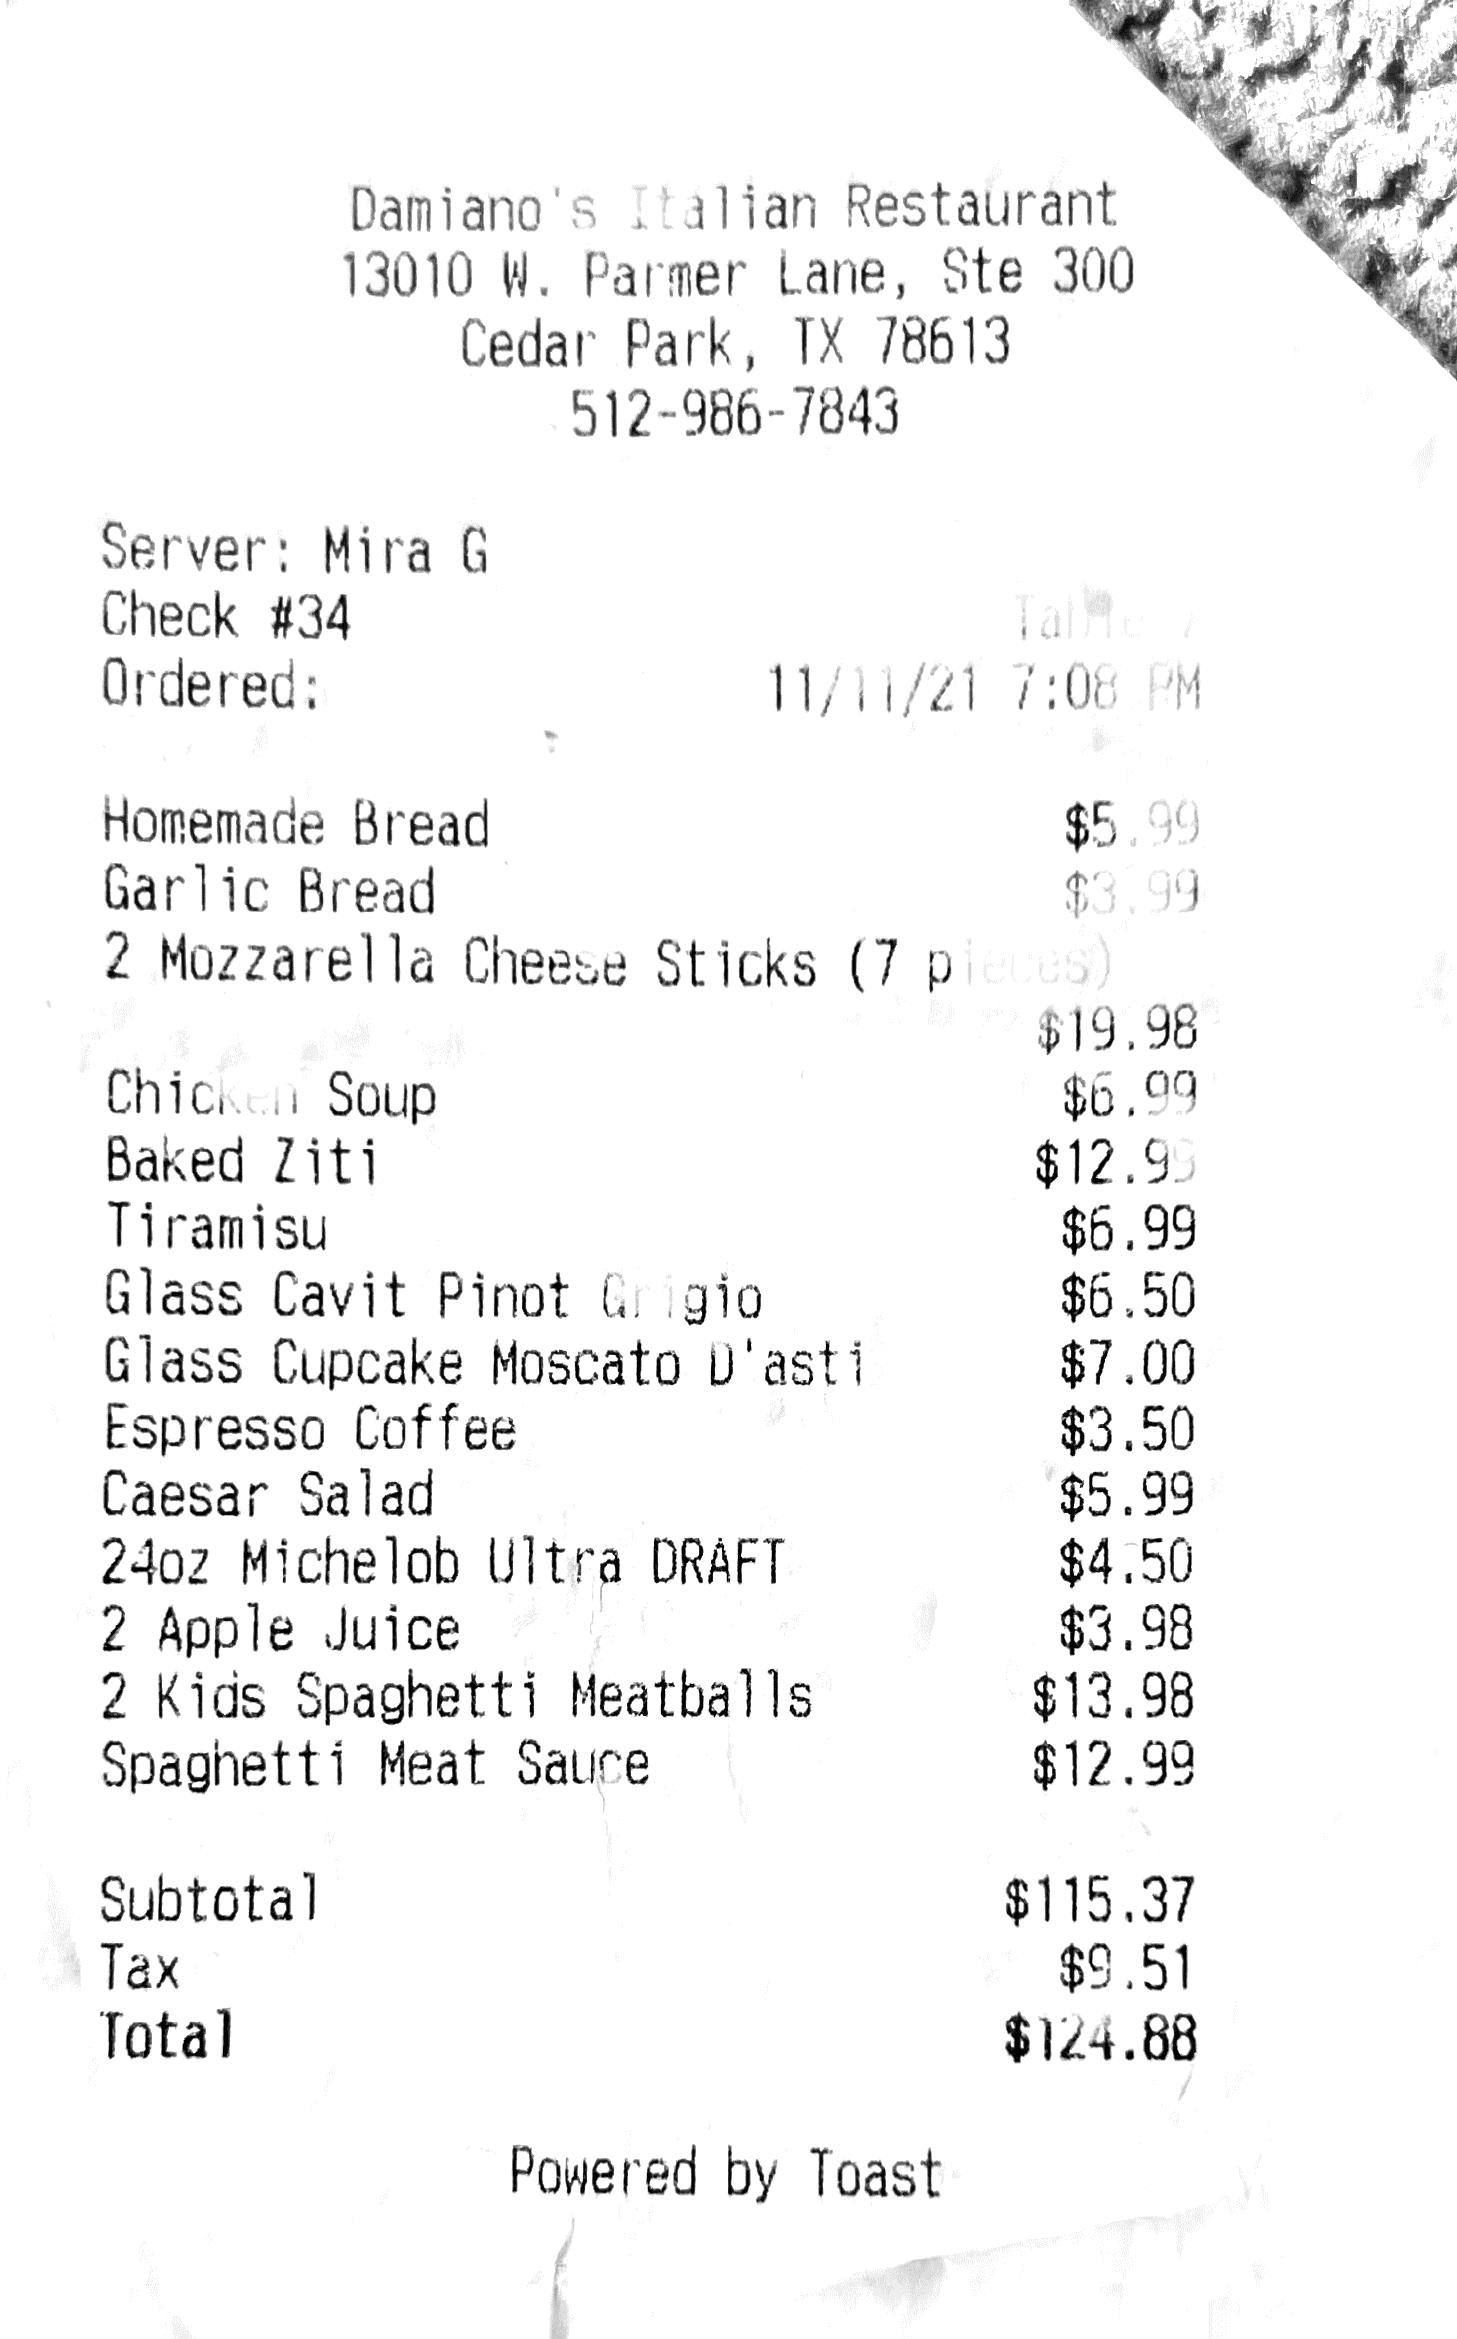 Damiano's Italian Restaurant
13010 W. Parmer Lane, Ste 300
Cedar Park, TX 78613
512-986-7843
Server: Mira G
Check #34
Table
Ordered: 11/11/21 7:08 PM
Homemade Bread $5.99
Garlic Bread $3.99
2 Mozzarella Cheese Sticks (7 pieces)
$19.98
Chicken Soup $6.99
Baked Ziti $12.99
Tiramisu $6.99
Glass Cavit Pinot Grigio $6.50
Glass Cupcake Moscato D'asti $7.00
Espresso Coffee $3.50
Caesar Salad $5.99
24oz Michelob Ultra DRAFT $4.50
2 Apple Juice $3.98
2 Kids Spaghetti Meatballs $13.98
Spaghetti Meat Sauce $12.99
Subtotal $115.37
Tax $9.51
Total $124.88
Powered by Toast